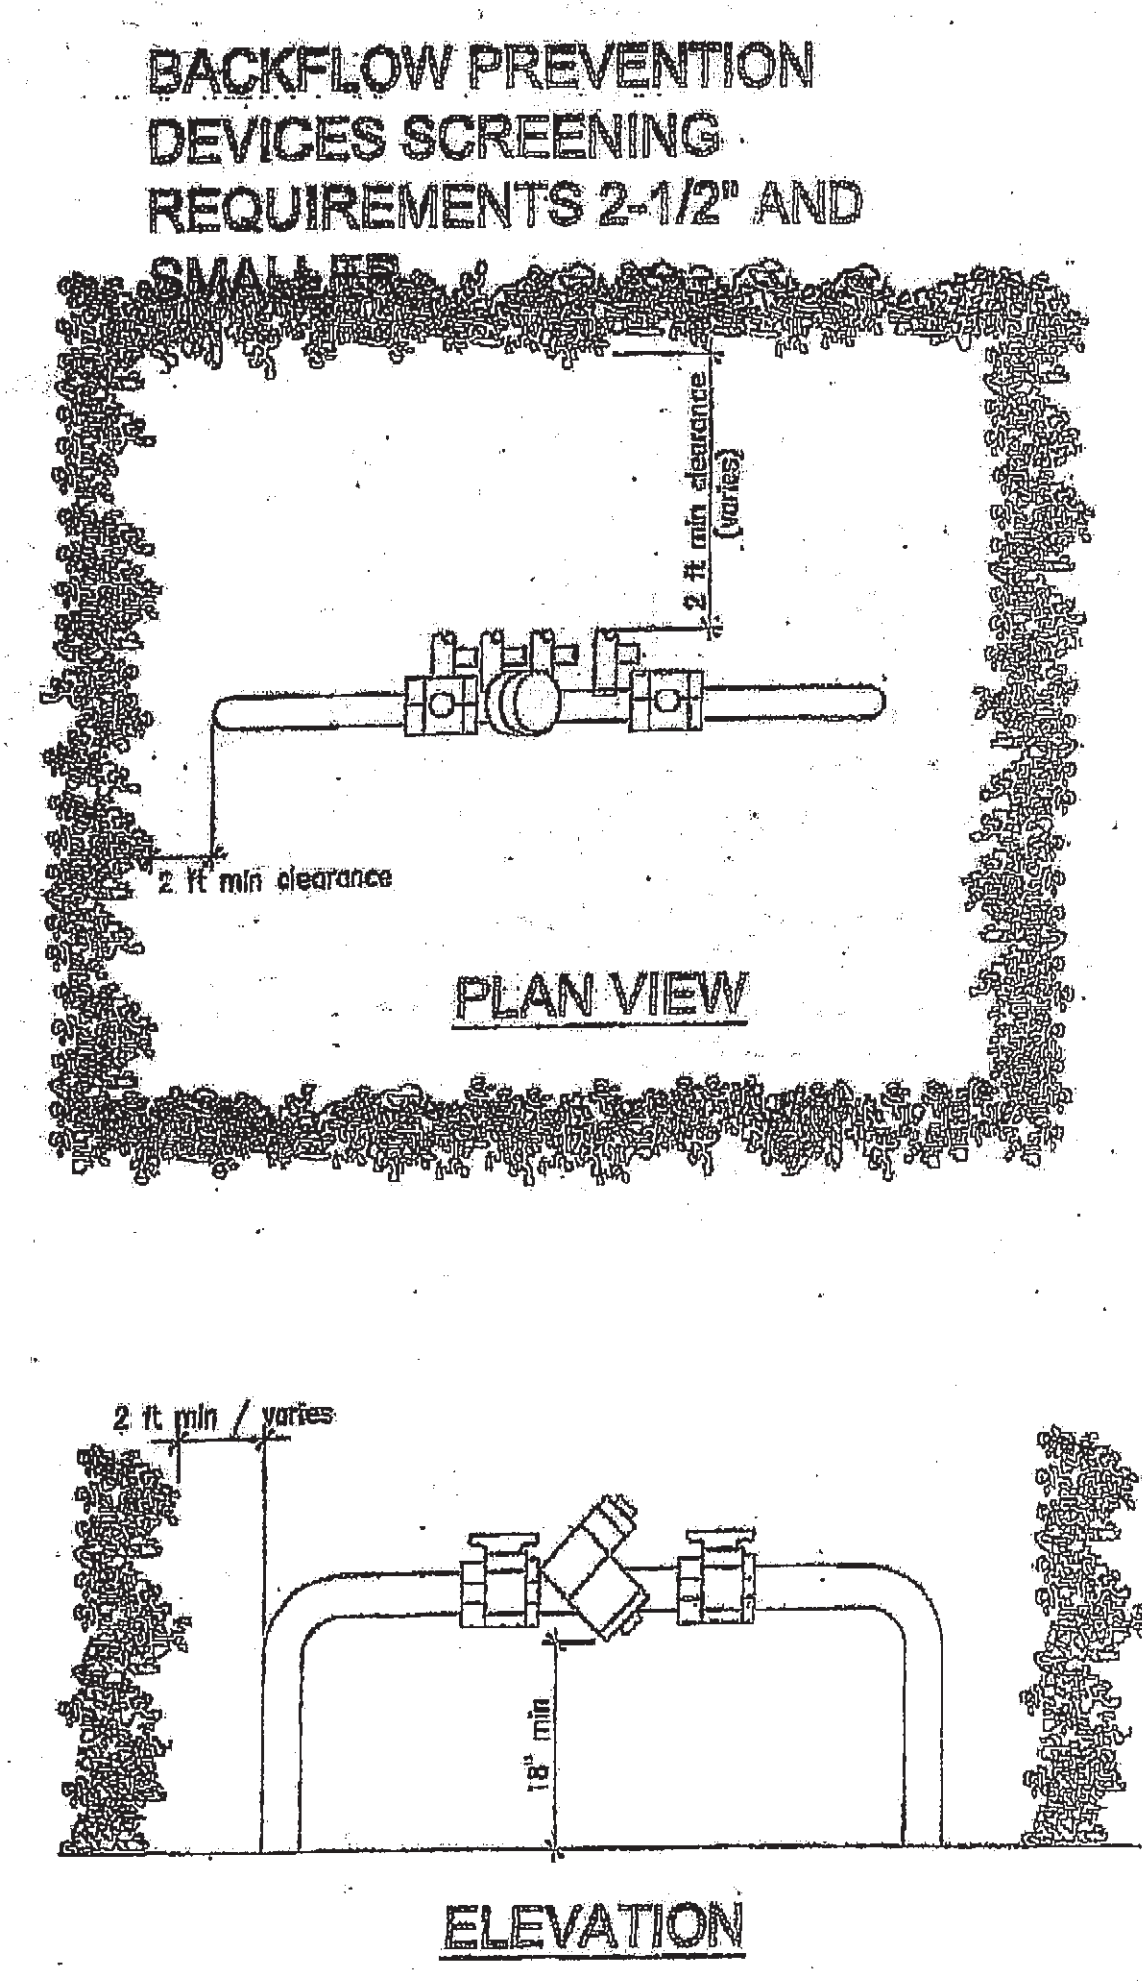 BACKFLOW PREVENTION
DEVICES SCREENING
REQUIREMENTS 2-1/2" AND
SMALLER
2 ft min clearance
(varies)
2 ft min clearance
PLAN VIEW
2 ft min / varies
18" min
ELEVATION